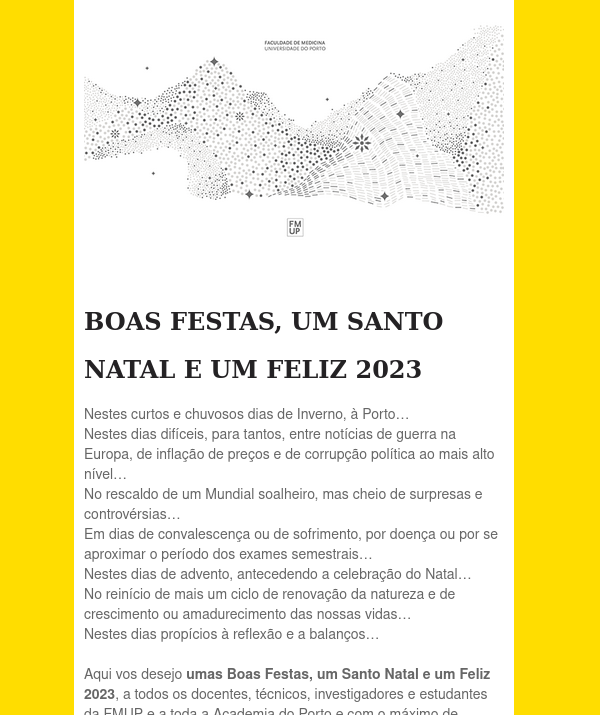 FACULDADE DE MEDICINA
UNIVERSIDADE DO PORTO
FM
UP
BOAS FESTAS, UM SANTO
NATAL E UM FELIZ 2023
Nestes curtos e chuvosos dias de Inverno, à Porto…
Nestes dias difíceis, para tantos, entre notícias de guerra na
Europa, de inflação de preços e de corrupção política ao mais alto
nível…
No rescaldo de um Mundial soalheiro, mas cheio de surpresas e
controvérsias…
Em dias de convalescença ou de sofrimento, por doença ou por se
aproximar o período dos exames semestrais…
Nestes dias de advento, antecedendo a celebração do Natal…
No reinício de mais um ciclo de renovação da natureza e de
crescimento ou amadurecimento das nossas vidas…
Nestes dias propícios à reflexão e a balanços…
Aqui vos desejo umas Boas Festas, um Santo Natal e um Feliz
2023, a todos os docentes, técnicos, investigadores e estudantes
da FMUP e a toda a Academia do Porto e com o máximo de